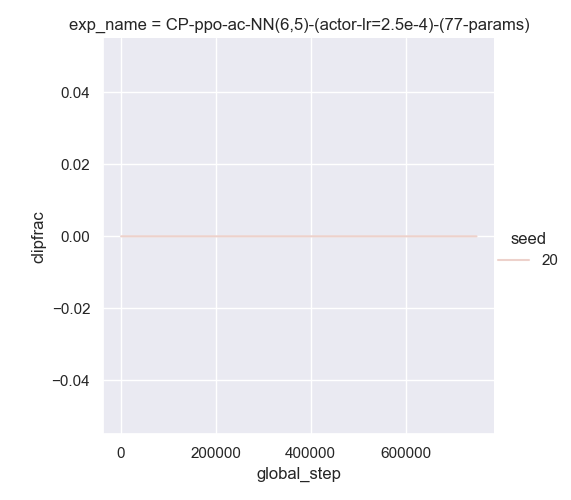 exp_name = CP-ppo-ac-NN(6,5)-(actor-lr=2.5e-4)-(77-params)
0.04
0.02
0.00
−0.02
−0.04
clipfrac
seed
20
0
200000
400000
600000
global_step